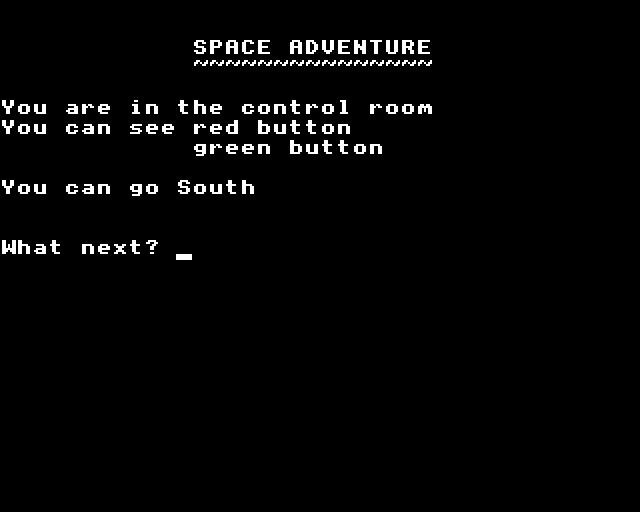 SPACE ADVENTURE
~~~~~~~~~~~~~~~
You are in the control room
You can see red button
green button
You can go South
What next? _